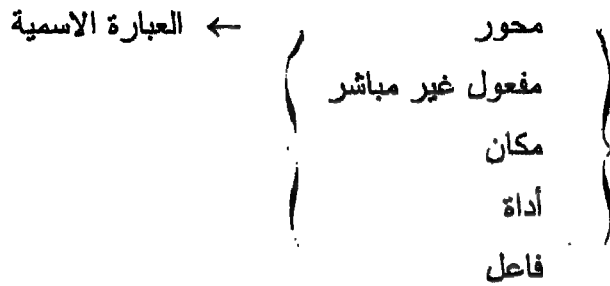 محور ← العبارة الاسمية
مفعول غير مباشر
مكان
أداة
فاعل